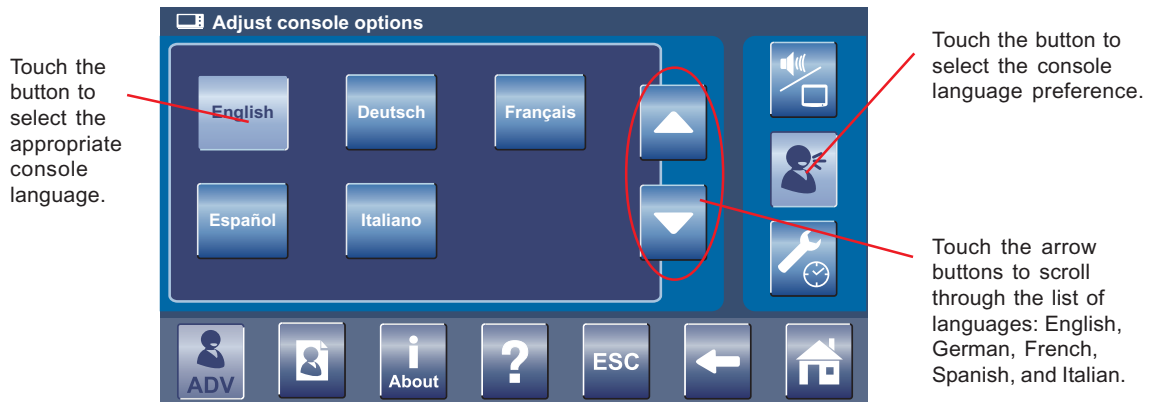 Adjust console options
Touch the
button to
select the
appropriate
console
language.
English
Deutsch
Français
Español
Italiano
Touch the button to
select the console
language preference.
Touch the arrow
buttons to scroll
through the list of
languages: English,
German, French,
Spanish, and Italian.
ADV
i
About
?
ESC